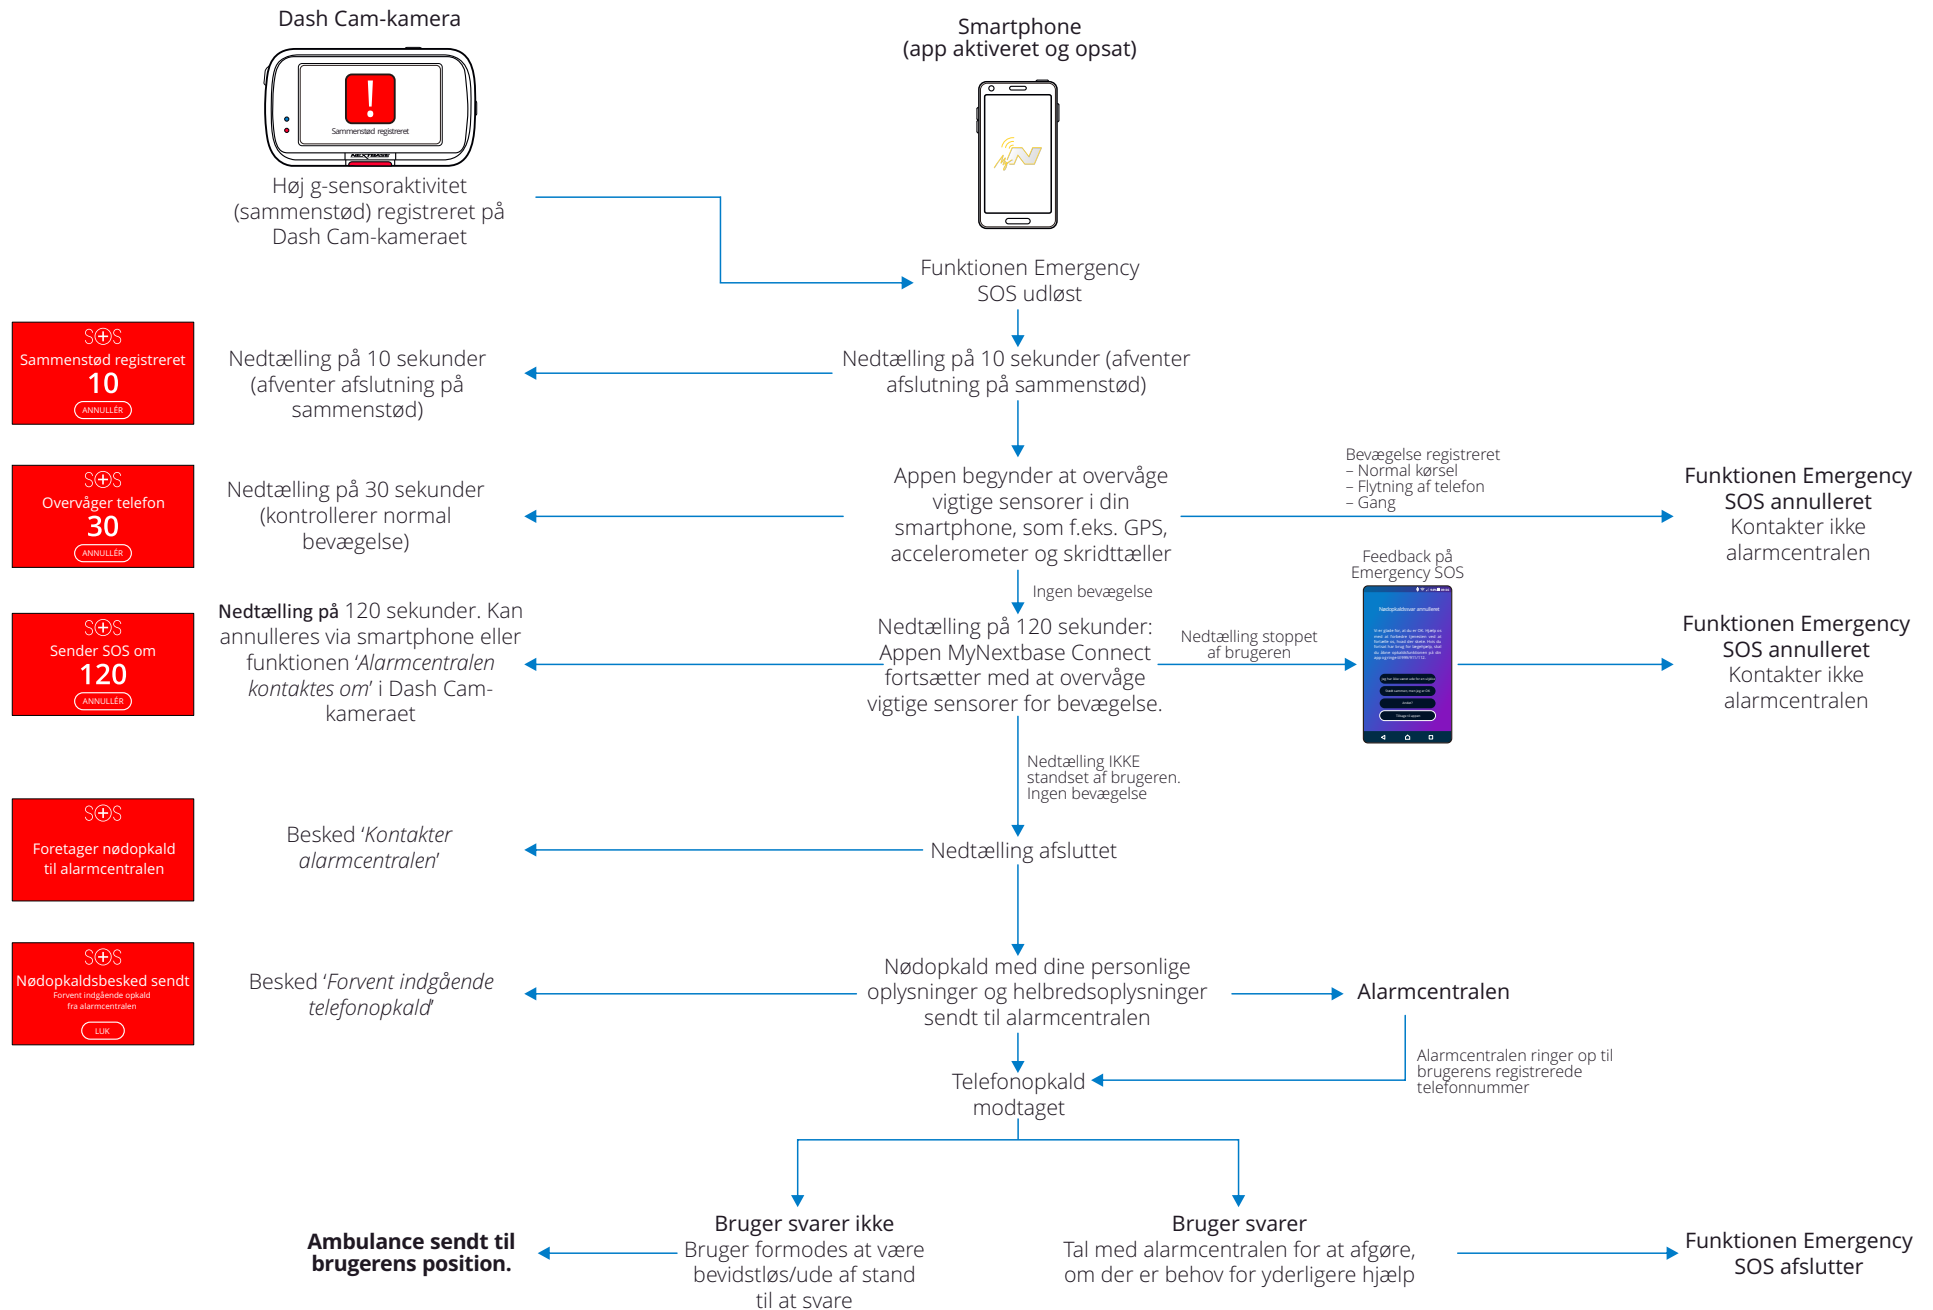 Dash Cam-kamera
Smartphone
(app aktiveret og opsat)
!
Sammenstød registreret
NEXTBASE
Høj g-sensoraktivitet
(sammenstød) registreret på
Dash Cam-kameraet
Funktionen Emergency
SOS udløst
SOS
Sammenstød registreret
10
ANNULLÉR
Nedtælling på 10 sekunder
(afventer afslutning på
sammenstød)
Nedtælling på 10 sekunder (afventer
afslutning på sammenstød)
SOS
Overvåger telefon
30
ANNULLÉR
Nedtælling på 30 sekunder
(kontrollerer normal
bevægelse)
Appen begynder at overvåge
vigtige sensorer i din
smartphone, som f.eks. GPS,
accelerometer og skridttæller
Bevægelse registreret
– Normal kørsel
– Flytning af telefon
– Gang
Funktionen Emergency
SOS annulleret
Kontakter ikke
alarmcentralen
Ingen bevægelse
Feedback på
Emergency SOS
SOS
Sender SOS om
120
ANNULLÉR
Nedtælling på 120 sekunder. Kan
annulleres via smartphone eller
funktionen ‘Alarmcentralen
kontaktes om’ i Dash Cam-
kameraet
Nedtælling på 120 sekunder:
Appen MyNextbase Connect
fortsætter med at overvåge
vigtige sensorer for bevægelse.
Nedtælling stoppet
af brugeren
Nødopkaldssvar annulleret
Tilbage til appen
Funktionen Emergency
SOS annulleret
Kontakter ikke
alarmcentralen
Nedtælling IKKE
standset af brugeren.
Ingen bevægelse
SOS
Foretager nødopkald
til alarmcentralen
Besked ‘Kontakter
alarmcentralen’
Nedtælling afsluttet
SOS
Nødopkaldsbesked sendt
Forvent indgående opkald
fra alarmcentralen
LUK
Besked ‘Forvent indgående
telefonopkald’
Nødopkald med dine personlige
oplysninger og helbredsoplysninger
sendt til alarmcentralen
Alarmcentralen
Alarmcentralen ringer op til
brugerens registrerede
telefonnummer
Telefonopkald
modtaget
Ambulance sendt til
brugerens position.
Bruger svarer ikke
Bruger formodes at være
bevidstløs/ude af stand
til at svare
Bruger svarer
Tal med alarmcentralen for at afgøre,
om der er behov for yderligere hjælp
Funktionen Emergency
SOS afslutter